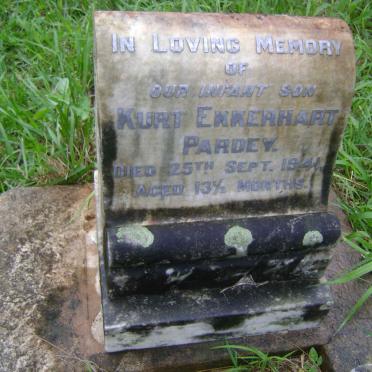 In Loving Memory
OF
OUR INFANT SON
KURT EKKERHART
PARDEY.
DIED 25TH SEPT. 1941.
AGED 13½ MONTHS.